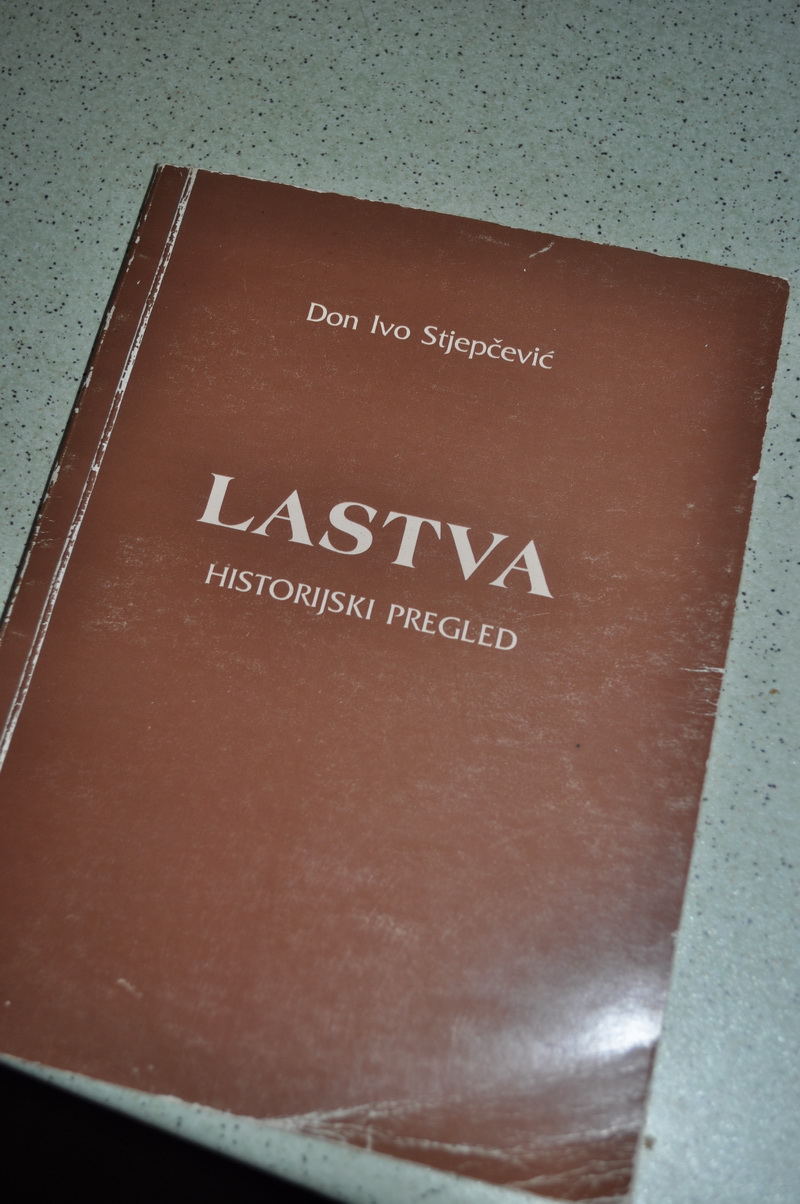 Don Ivo Stjepčević
LASTVA
HISTORIJSKI PREGLED